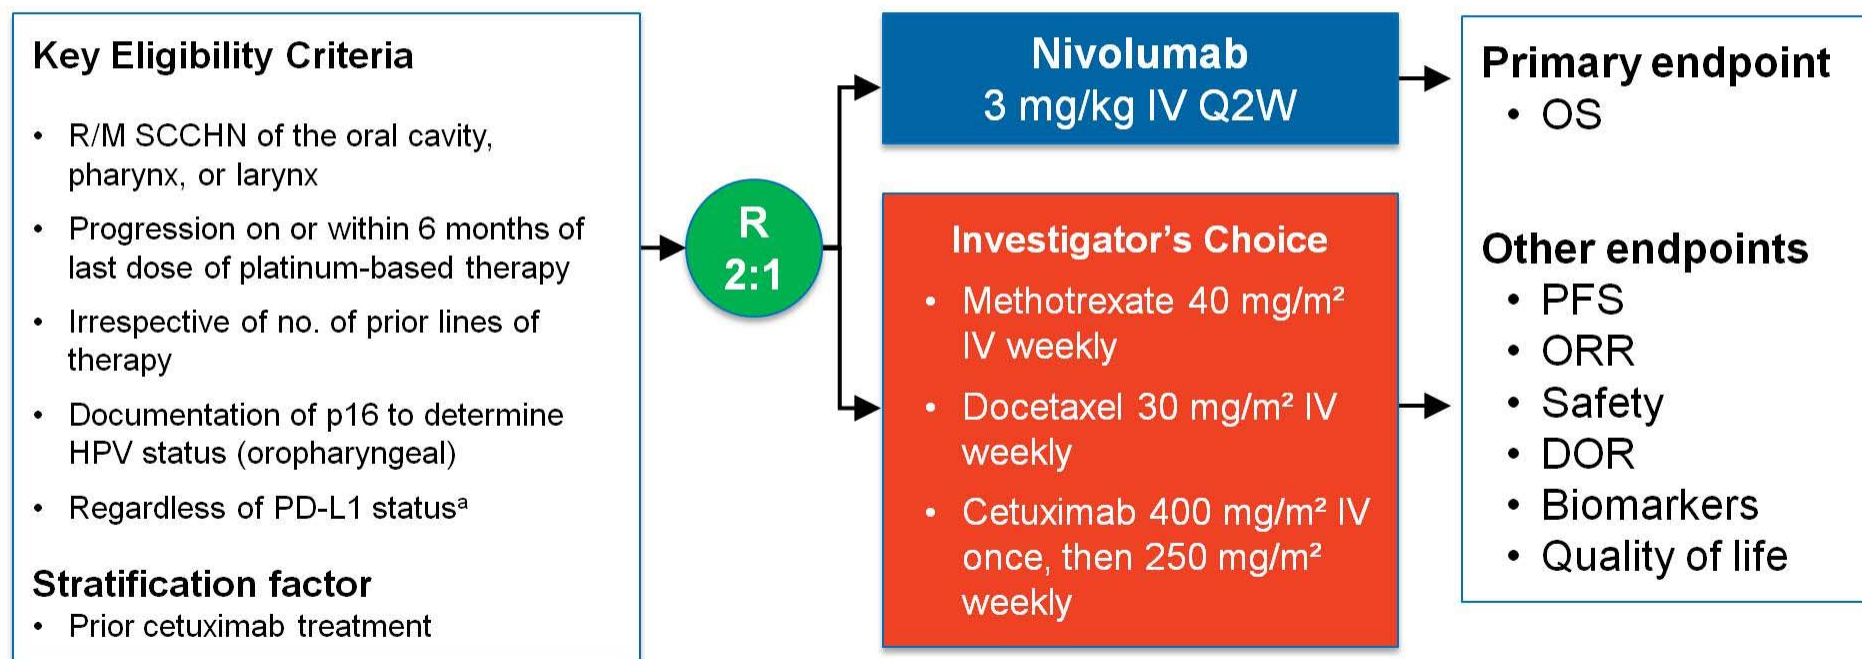 Key Eligibility Criteria
• R/M SCCHN of the oral cavity,
pharynx, or larynx
• Progression on or within 6 months of
last dose of platinum-based therapy
• Irrespective of no. of prior lines of
therapy
• Documentation of p16 to determine
HPV status (oropharyngeal)
• Regardless of PD-L1 statusᵃ
Stratification factor
• Prior cetuximab treatment
R
2:1
Nivolumab
3 mg/kg IV Q2W
Investigator’s Choice
• Methotrexate 40 mg/m²
IV weekly
• Docetaxel 30 mg/m² IV
weekly
• Cetuximab 400 mg/m² IV
once, then 250 mg/m²
weekly
Primary endpoint
• OS
Other endpoints
• PFS
• ORR
• Safety
• DOR
• Biomarkers
• Quality of life